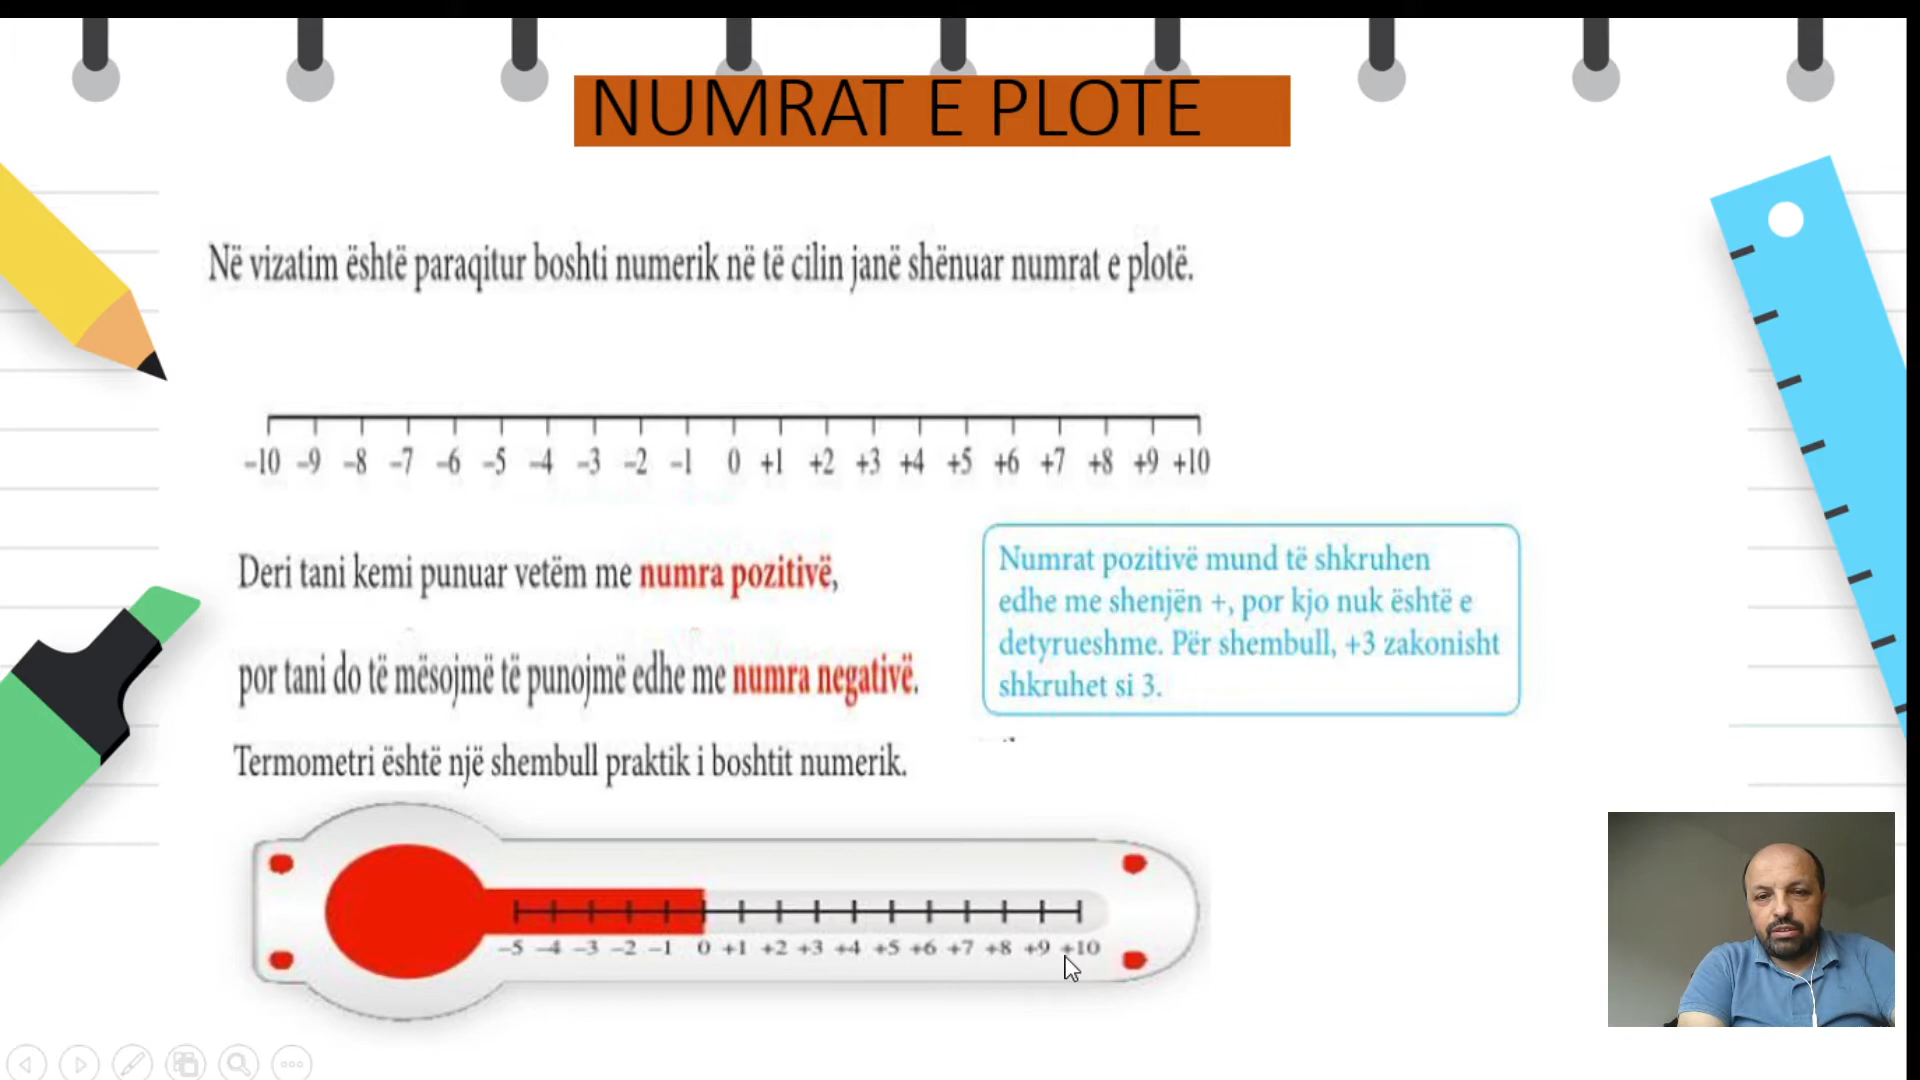 NUMRAT E PLOTE
Në vizatim është paraqitur boshti numerik në të cilin janë shënuar numrat e plotë.
–10 –9 –8 –7 –6 –5 –4 –3 –2 –1 0 +1 +2 +3 +4 +5 +6 +7 +8 +9 +10
Deri tani kemi punuar vetëm me numra pozitivë,
por tani do të mësojmë të punojmë edhe me numra negativë.
Numrat pozitivë mund të shkruhen
edhe me shenjën +, por kjo nuk është e
detyrueshme. Për shembull, +3 zakonisht
shkruhet si 3.
Termometri është një shembull praktik i boshtit numerik.
–5 –4 –3 –2 –1 0 +1 +2 +3 +4 +5 +6 +7 +8 +9 +10